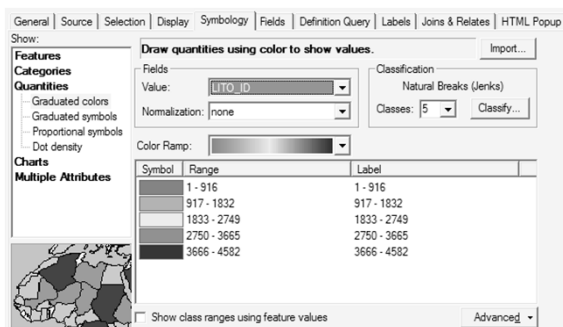 General Source Selection Display Symbology Fields Definition Query Labels Joins & Relates HTML Popup
Show:
Features
Categories
Quantities
Graduated colors
Graduated symbols
Proportional symbols
Dot density
Charts
Multiple Attributes
Draw quantities using color to show values.
Import...
Fields
Value: LITO_ID
Normalization: none
Classification
Natural Breaks (Jenks)
Classes: 5 Classify...
Color Ramp:
Symbol Range Label
1 - 916 1 - 916
917 - 1832 917 - 1832
1833 - 2749 1833 - 2749
2750 - 3665 2750 - 3665
3666 - 4582 3666 - 4582
Show class ranges using feature values
Advanced